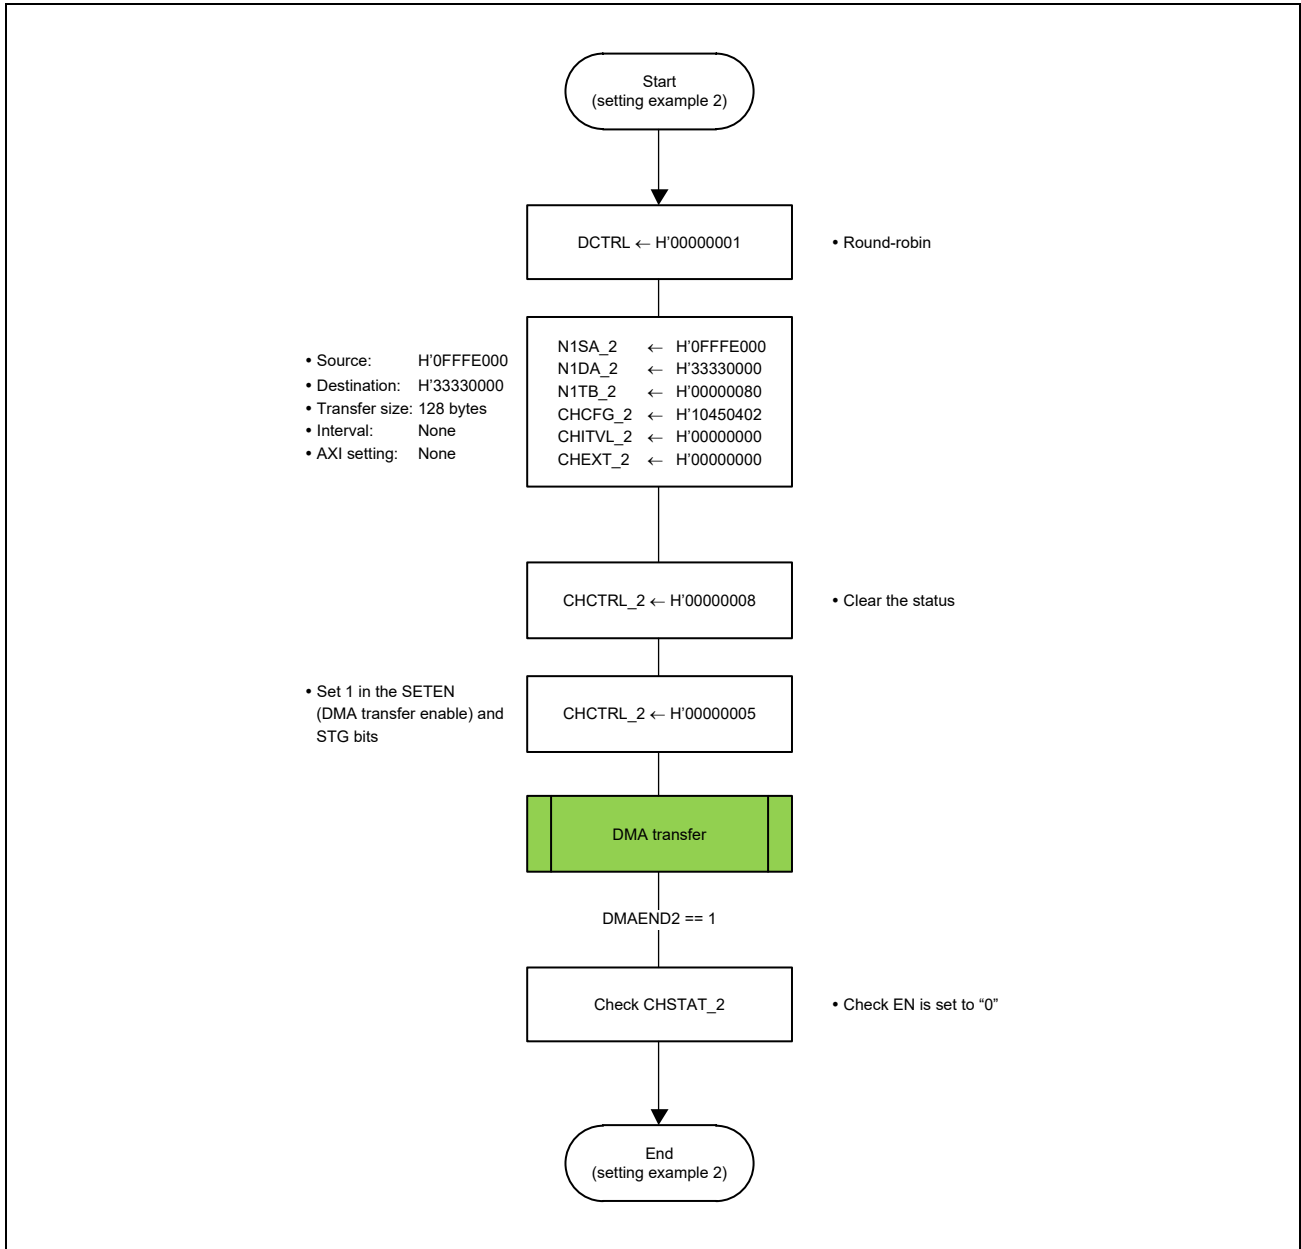 Start
(setting example 2)
DCTRL ← H’00000001
• Round-robin
• Source: H’0FFFE000
• Destination: H’33330000
• Transfer size: 128 bytes
• Interval: None
• AXI setting: None
N1SA_2 ← H’0FFFE000
N1DA_2 ← H’33330000
N1TB_2 ← H’00000080
CHCFG_2 ← H’10450402
CHITVL_2 ← H’00000000
CHEXT_2 ← H’00000000
CHCTRL_2 ← H’00000008
• Clear the status
• Set 1 in the SETEN
(DMA transfer enable) and
STG bits
CHCTRL_2 ← H’00000005
DMA transfer
DMAEND2 == 1
Check CHSTAT_2
• Check EN is set to “0”
End
(setting example 2)